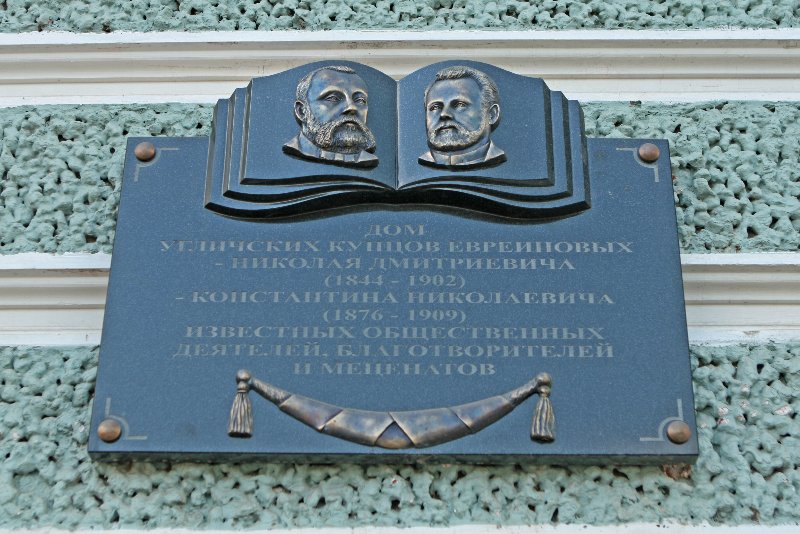 ДОМ
УГЛИЧСКИХ КУПЦОВ ЕВРЕИНОВЫХ
- НИКОЛАЯ ДМИТРИЕВИЧА
(1844 - 1902)
- КОНСТАНТИНА НИКОЛАЕВИЧА
(1876 - 1909)
ИЗВЕСТНЫХ ОБЩЕСТВЕННЫХ
ДЕЯТЕЛЕЙ, БЛАГОТВОРИТЕЛЕЙ
И МЕЦЕНАТОВ